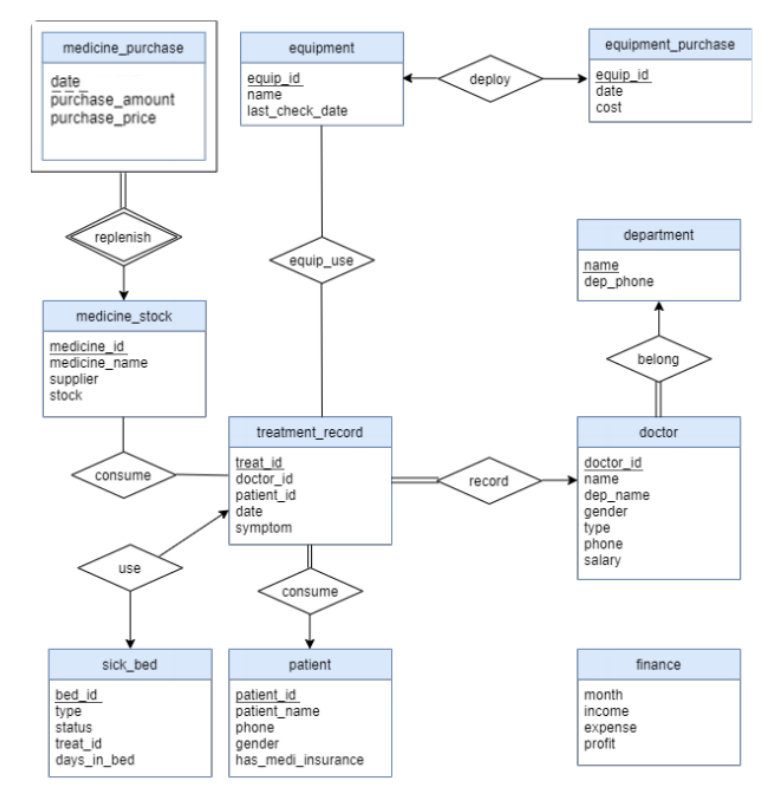 medicine_purchase
date
purchase_amount
purchase_price
equipment
equip_id
name
last_check_date
deploy
equipment_purchase
equip_id
date
cost
replenish
equip_use
department
name
dep_phone
medicine_stock
medicine_id
medicine_name
supplier
stock
belong
treatment_record
treat_id
doctor_id
patient_id
date
symptom
doctor
doctor_id
name
dep_name
gender
type
phone
salary
consume
record
use
consume
sick_bed
bed_id
type
status
treat_id
days_in_bed
patient
patient_id
patient_name
phone
gender
has_medi_insurance
finance
month
income
expense
profit